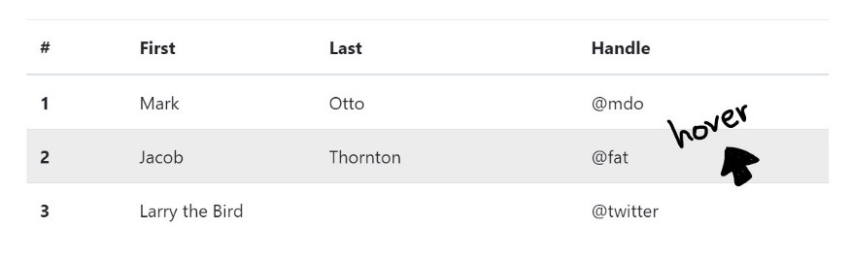 # First Last Handle
1 Mark Otto @mdo
hover
2 Jacob Thornton @fat
3 Larry the Bird @twitter